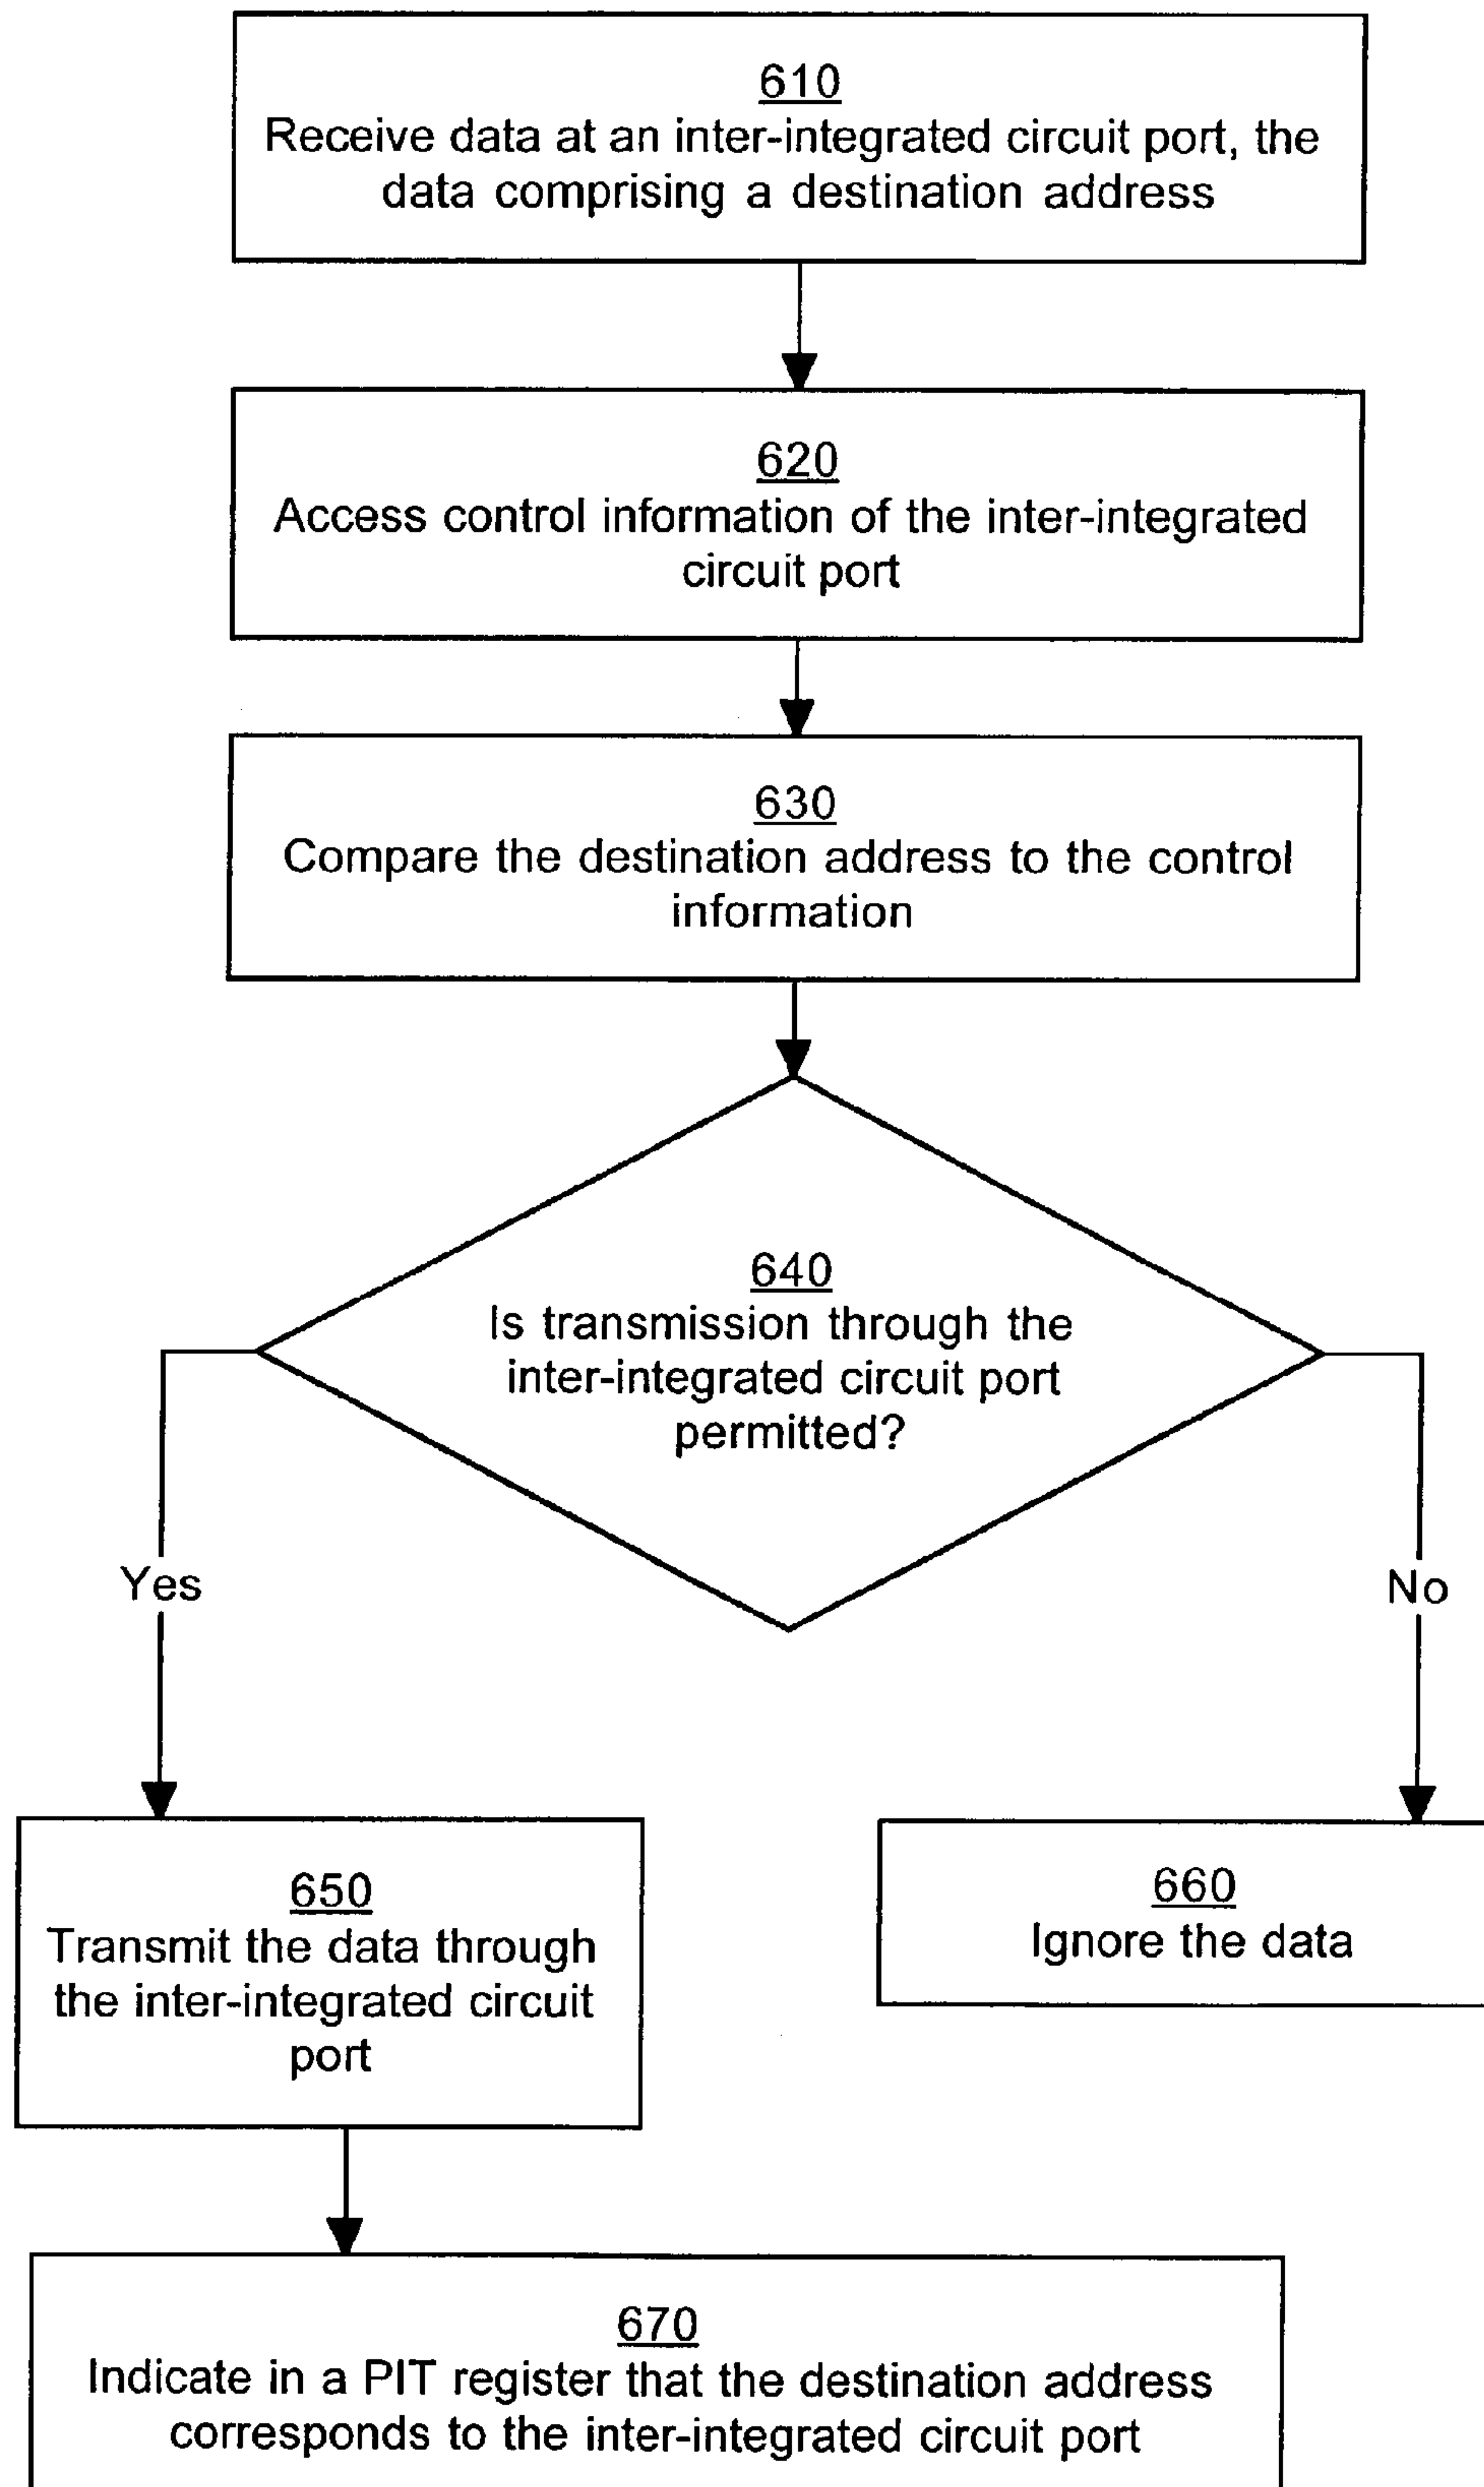 610
Receive data at an inter-integrated circuit port, the
data comprising a destination address
620
Access control information of the inter-integrated
circuit port
630
Compare the destination address to the control
information
640
Is transmission through the
inter-integrated circuit port
permitted?
Yes
No
650
Transmit the data through
the inter-integrated circuit
port
660
Ignore the data
670
Indicate in a PIT register that the destination address
corresponds to the inter-integrated circuit port